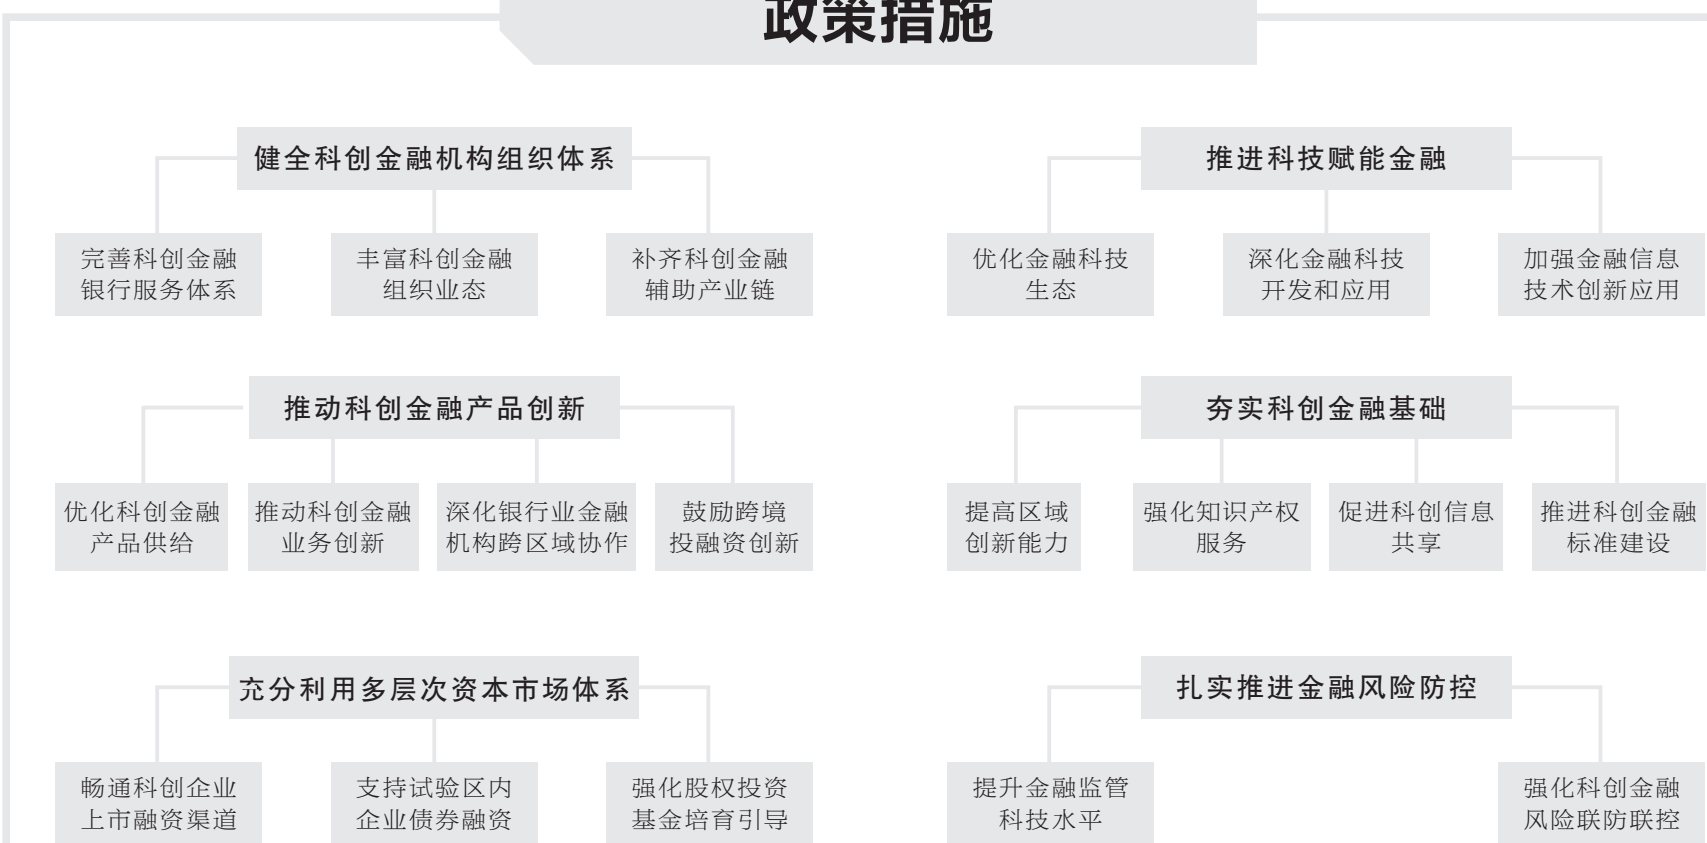 政策措施
健全科创金融机构组织体系
完善科创金融
银行服务体系
丰富科创金融
组织业态
补齐科创金融
辅助产业链
推进科技赋能金融
优化金融科技
生态
深化金融科技
开发和应用
加强金融信息
技术创新应用
推动科创金融产品创新
优化科创金融
产品供给
推动科创金融
业务创新
深化银行业金融
机构跨区域协作
鼓励跨境
投融资创新
夯实科创金融基础
提高区域
创新能力
强化知识产权
服务
促进科创信息
共享
推进科创金融
标准建设
充分利用多层次资本市场体系
畅通科创企业
上市融资渠道
支持试验区内
企业债券融资
强化股权投资
基金培育引导
扎实推进金融风险防控
提升金融监管
科技水平
强化科创金融
风险联防联控